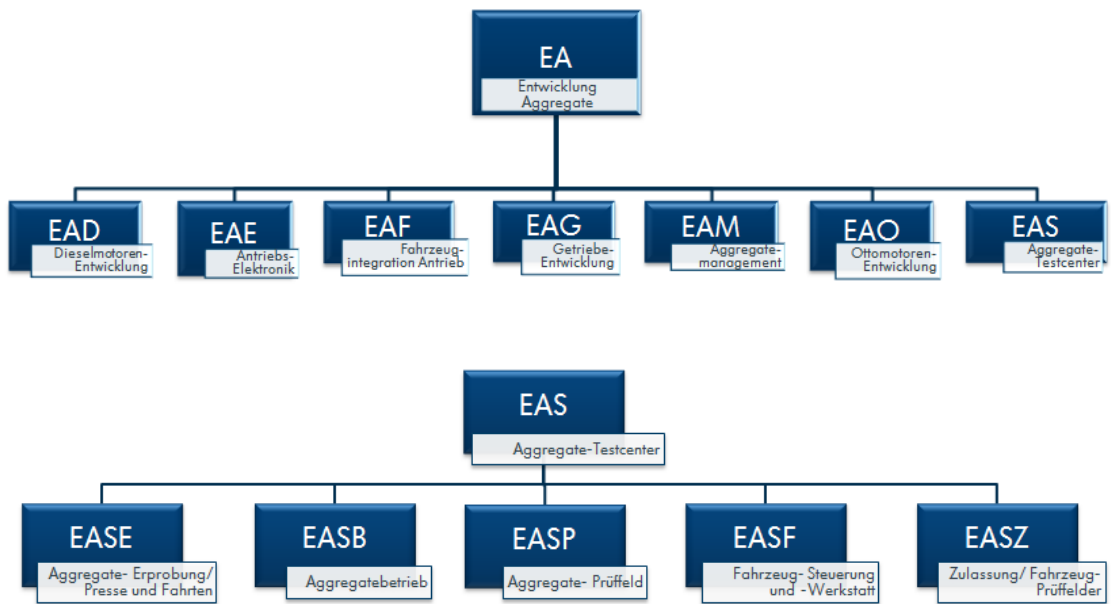 EA
Entwicklung
Aggregate
EAD
Dieselmotoren-
Entwicklung
EAE
Antriebs-
Elektronik
EAF
Fahrzeug-
integration Antrieb
EAG
Getriebe-
Entwicklung
EAM
Aggregate-
management
EAO
Ottomotoren-
Entwicklung
EAS
Aggregate-
Testcenter
EAS
Aggregate-Testcenter
EASE
Aggregate- Erprobung/
Presse und Fahrten
EASB
Aggregatebetrieb
EASP
Aggregate- Prüffeld
EASF
Fahrzeug- Steuerung
und -Werkstatt
EASZ
Zulassung/ Fahrzeug-
Prüffelder